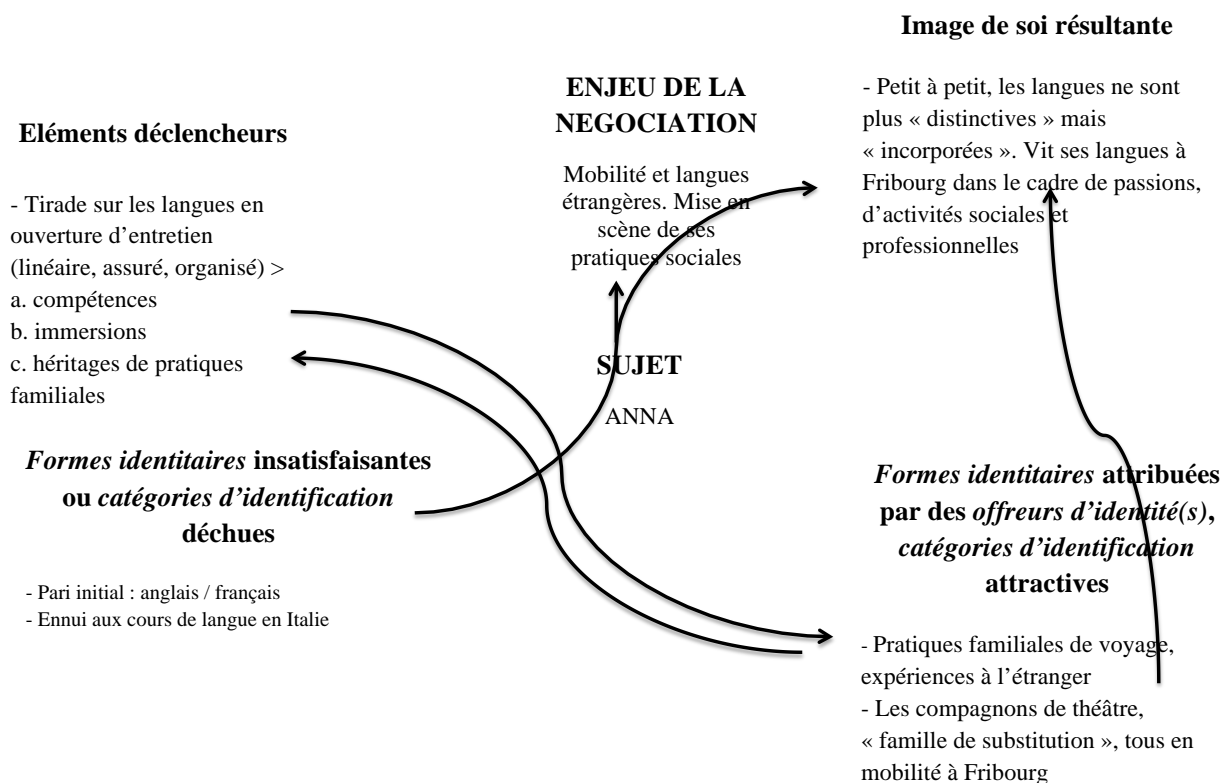 Image de soi résultante
- Petit à petit, les langues ne sont
plus « distinctives » mais
« incorporées ». Vit ses langues à
Fribourg dans le cadre de passions,
d’activités sociales et
professionnelles
ENJEU DE LA
NEGOCIATION
Mobilité et langues
étrangères. Mise en
scène de ses
pratiques sociales
Eléments déclencheurs
- Tirade sur les langues en
ouverture d’entretien
(linéaire, assuré, organisé) >
a. compétences
b. immersions
c. héritages de pratiques
familiales
SUJET
ANNA
Formes identitaires insatisfaisantes
ou catégories d’identification
déchues
- Pari initial : anglais / français
- Ennui aux cours de langue en Italie
Formes identitaires attribuées
par des offreurs d’identité(s),
catégories d’identification
attractives
- Pratiques familiales de voyage,
expériences à l’étranger
- Les compagnons de théâtre,
« famille de substitution », tous en
mobilité à Fribourg